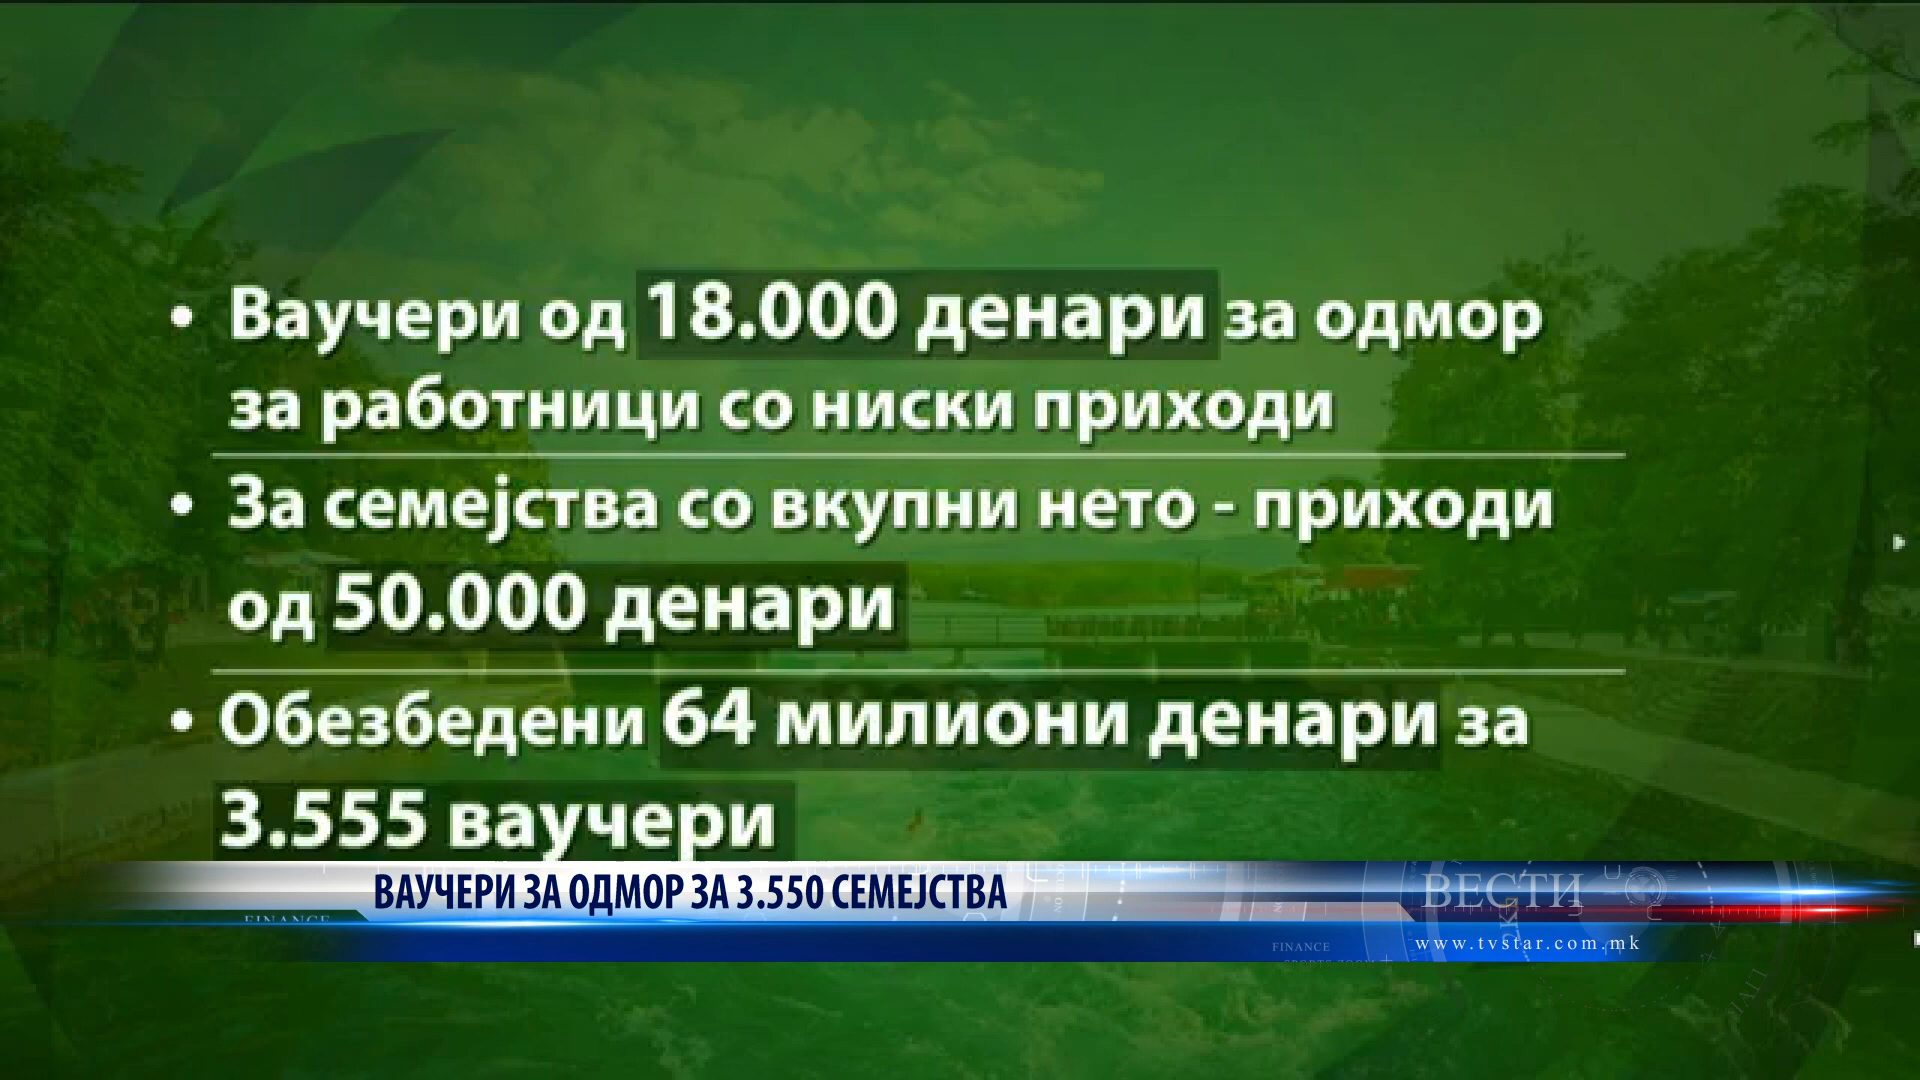 • Ваучери од 18.000 денари за одмор
за работници со ниски приходи
• За семејства со вкупни нето - приходи
од 50.000 денари
• Обезбедени 64 милиони денари за
3.555 ваучери
ВАУЧЕРИ ЗА ОДМОР ЗА 3.550 СЕМЕЈСТВА
ВЕСТИ
FINANCE
FINANCE
www.tvstar.com.mk